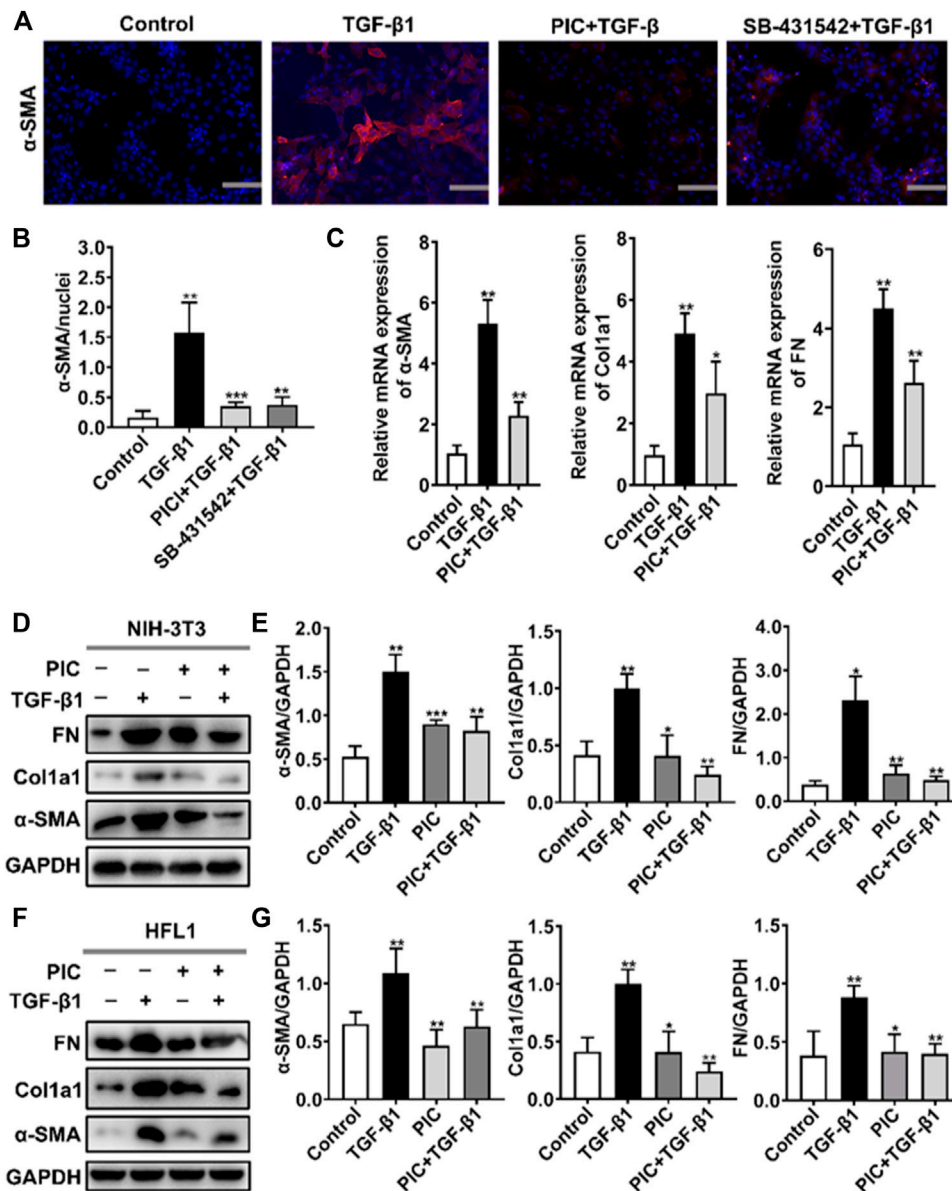 A
Control
TGF-β1
PIC+TGF-β
SB-431542+TGF-β1
α-SMA
B
α-SMA/nuclei
3.0
2.5
2.0
1.5
1.0
0.5
0.0
**
***
**
Control
TGF-β1
PICI+TGF-β1
SB-431542+TGF-β1
C
Relative mRNA expression
of α-SMA
8
6
4
2
0
**
**
Control
TGF-β1
PIC+TGF-β1
Relative mRNA expression
of Col1a1
8
6
4
2
0
**
*
Control
TGF-β1
PIC+TGF-β1
Relative mRNA expression
of FN
6
4
2
0
**
**
Control
TGF-β1
PIC+TGF-β1
D
NIH-3T3
PIC – – + +
TGF-β1 – + – +
FN
Col1a1
α-SMA
GAPDH
E
α-SMA/GAPDH
2.0
1.5
1.0
0.5
0.0
**
***
**
Control
TGF-β1
PIC
PIC+TGF-β1
Col1a1/GAPDH
1.5
1.0
0.5
0.0
**
*
**
Control
TGF-β1
PIC
PIC+TGF-β1
FN/GAPDH
4.0
3.0
2.0
1.0
0.0
*
**
**
Control
TGF-β1
PIC
PIC+TGF-β1
F
HFL1
PIC – – + +
TGF-β1 – + – +
FN
Col1a1
α-SMA
GAPDH
G
α-SMA/GAPDH
1.5
1.0
0.5
0.0
**
**
**
Control
TGF-β1
PIC
PIC+TGF-β1
Col1a1/GAPDH
1.5
1.0
0.5
0.0
**
*
**
Control
TGF-β1
PIC
PIC+TGF-β1
FN/GAPDH
1.5
1.0
0.5
0.0
**
*
**
Control
TGF-β1
PIC
PIC+TGF-β1